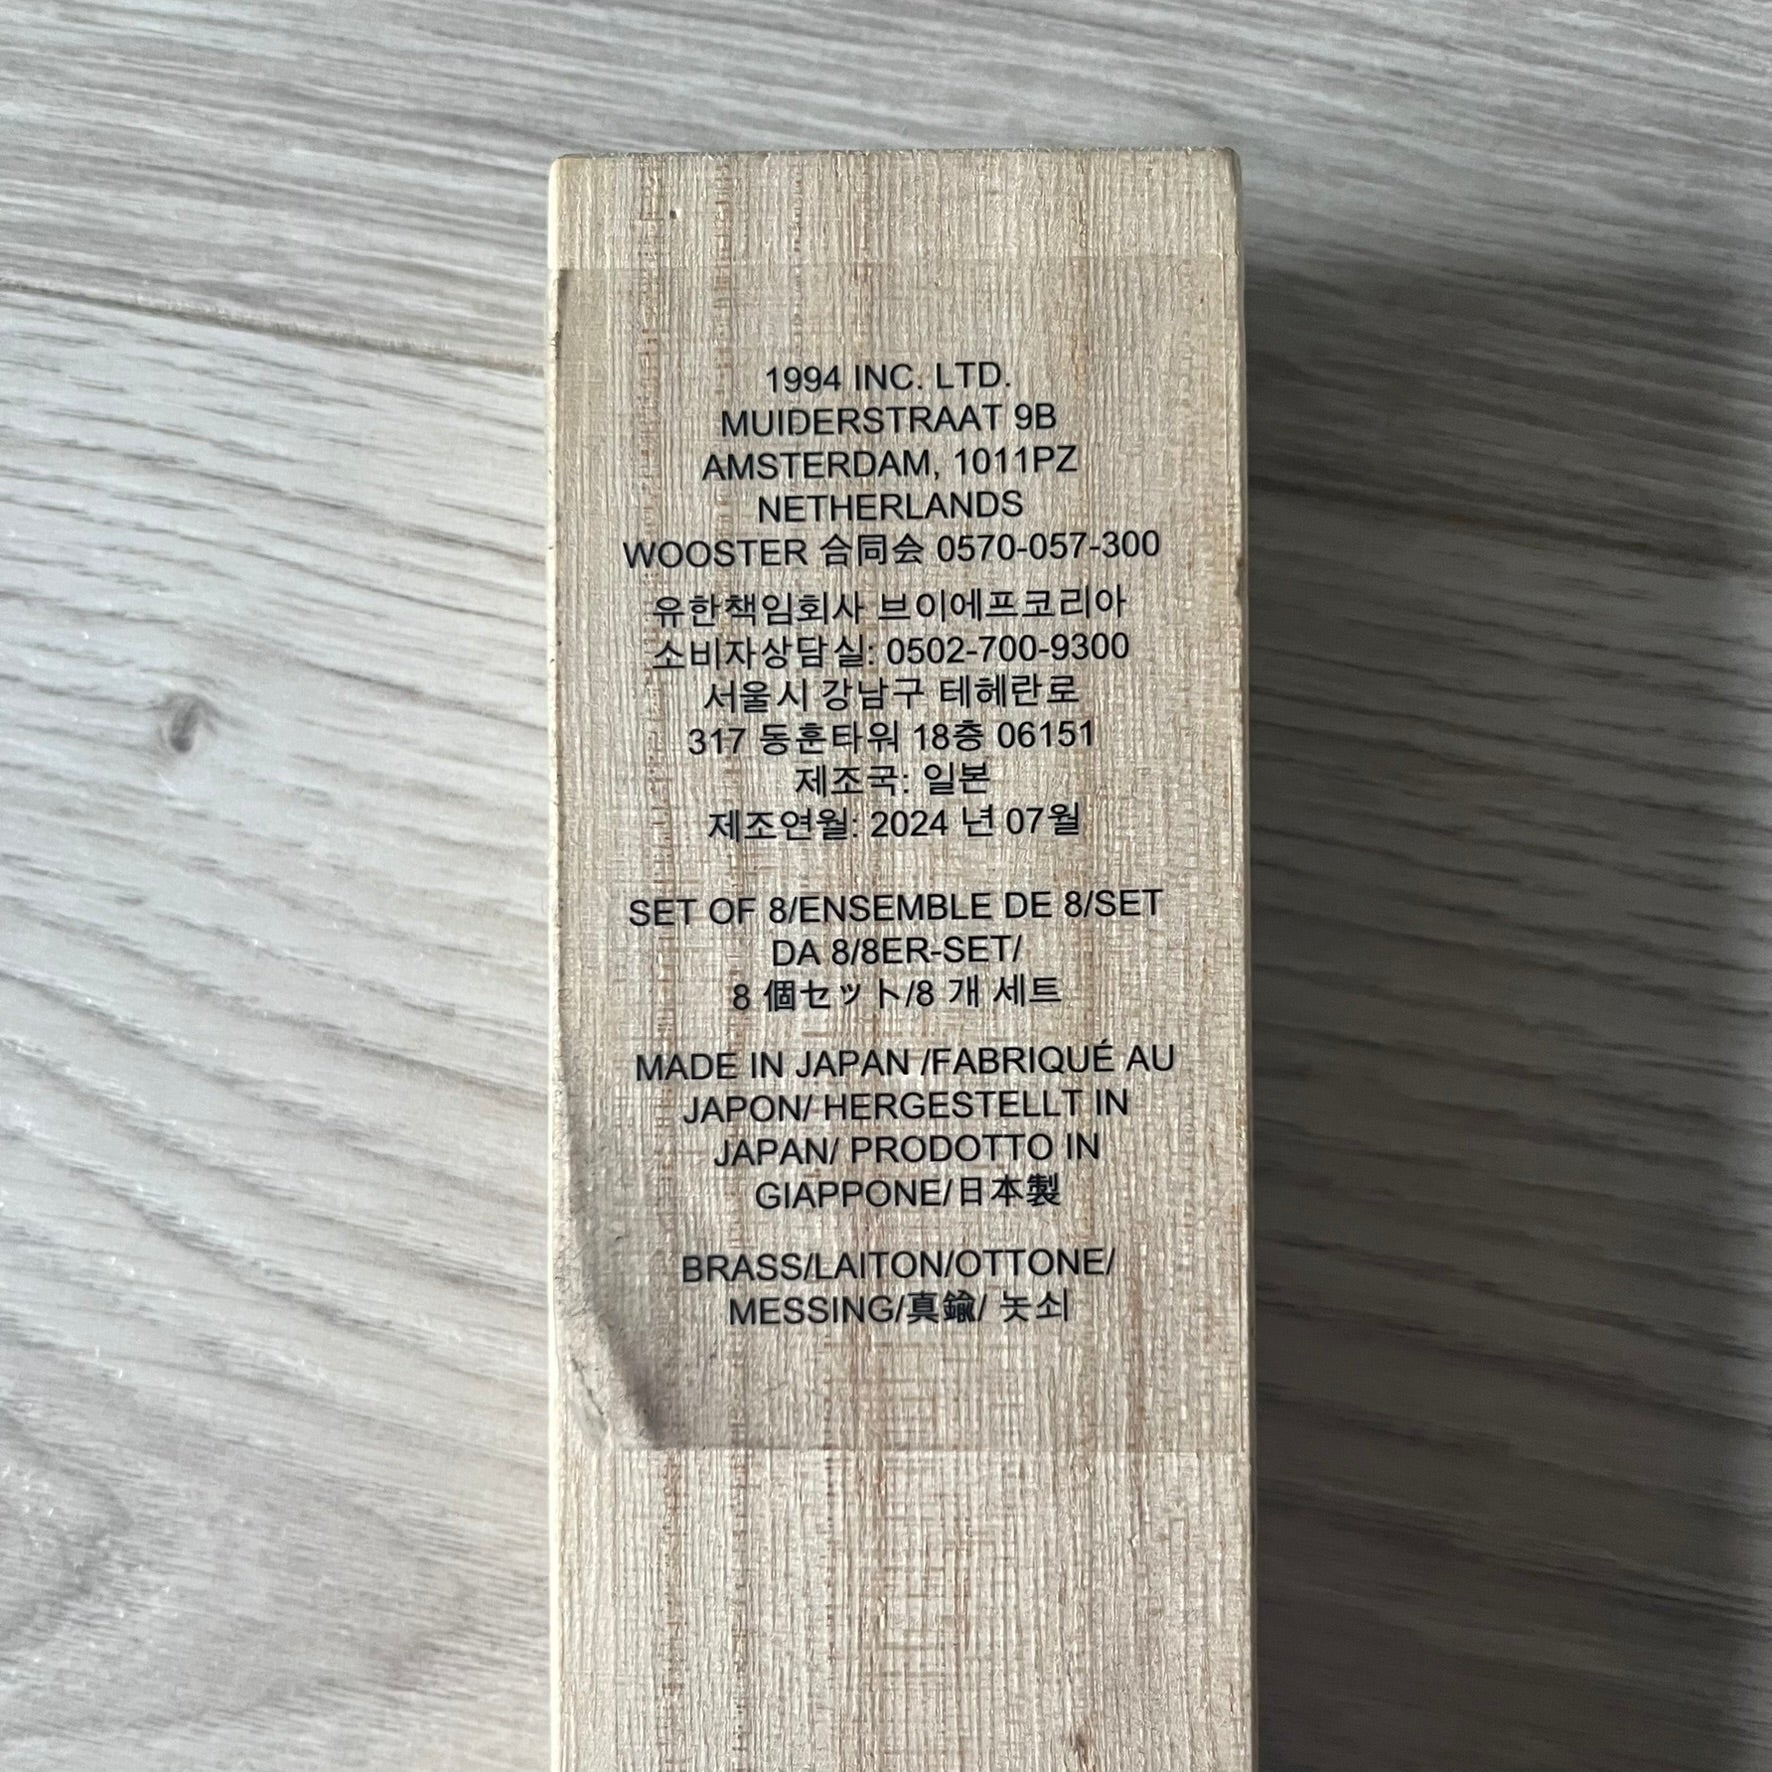 1994 INC. LTD.
MUIDERSTRAAT 9B
AMSTERDAM, 1011PZ
NETHERLANDS
WOOSTER 合同会 0570-057-300
유한책임회사 브이에프코리아
소비자상담실: 0502-700-9300
서울시 강남구 테헤란로
317 동훈타워 18층 06151
제조국: 일본
제조연월: 2024 년 07월
SET OF 8/ENSEMBLE DE 8/SET
DA 8/8ER-SET/
8 個セット/8 개 세트
MADE IN JAPAN /FABRIQUÉ AU
JAPON/ HERGESTELLT IN
JAPAN/ PRODOTTO IN
GIAPPONE/日本製
BRASS/LAITON/OTTONE/
MESSING/真鍮/ 놋쇠